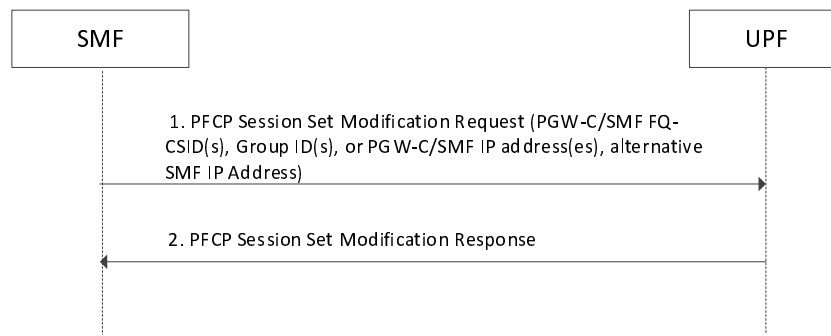 SMF
UPF
1. PFCP Session Set Modification Request (PGW-C/SMF FQ-
CSID(s), Group ID(s), or PGW-C/SMF IP address(es), alternative
SMF IP Address)
2. PFCP Session Set Modification Response